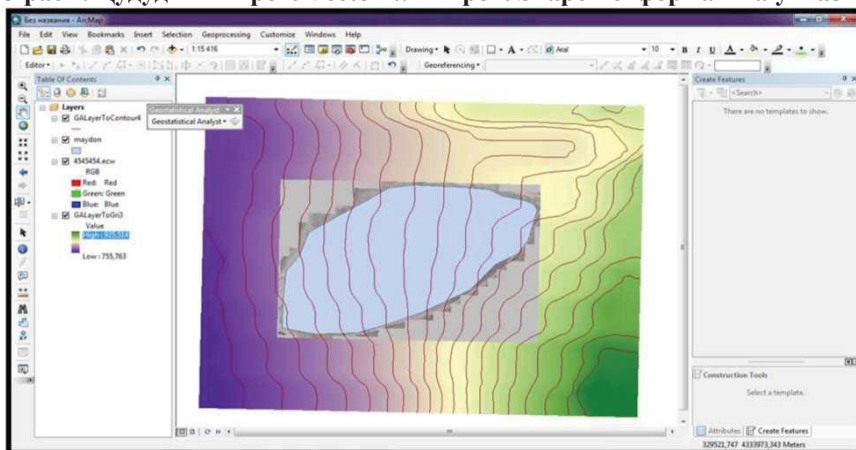 Без названия - ArcMap
File Edit View Bookmarks Insert Selection Geoprocessing Customize Windows Help
1:15 416
Drawing
Arial
10
B I U A
Editor
Georeferencing
Table Of Contents
Layers
GALayerToContour4
maydon
4545454.ecw
RGB
Red: Red
Green: Green
Blue: Blue
GALayerToGri3
Value
Low : 755,763
Geostatistical Analyst
Geostatistical Analyst
Create Features
<Search>
There are no templates to show.
Construction Tools
Select a template.
Attributes Create Features
329521,747 4333973,343 Meters